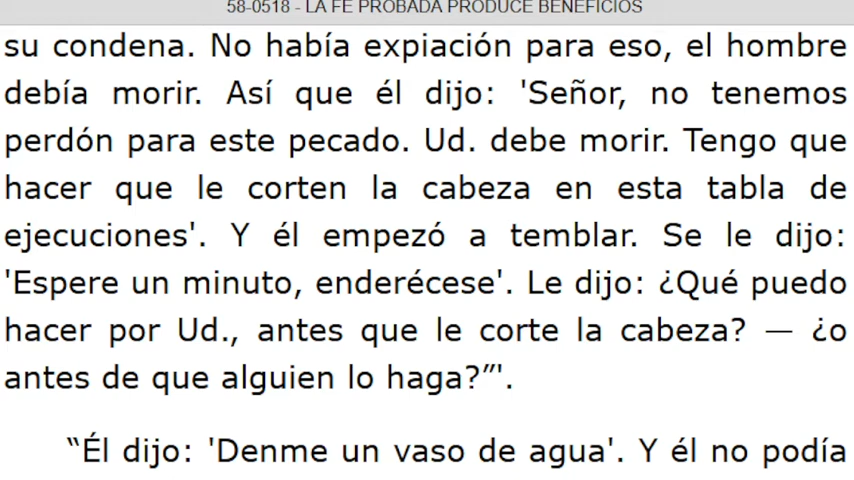 58-0518 - LA FE PROBADA PRODUCE BENEFICIOS
su condena. No había expiación para eso, el hombre
debía morir. Así que él dijo: 'Señor, no tenemos
perdón para este pecado. Ud. debe morir. Tengo que
hacer que le corten la cabeza en esta tabla de
ejecuciones'. Y él empezó a temblar. Se le dijo:
'Espere un minuto, enderécese'. Le dijo: ¿Qué puedo
hacer por Ud., antes que le corte la cabeza? — ¿o
antes de que alguien lo haga?”'.
“Él dijo: 'Denme un vaso de agua'. Y él no podía